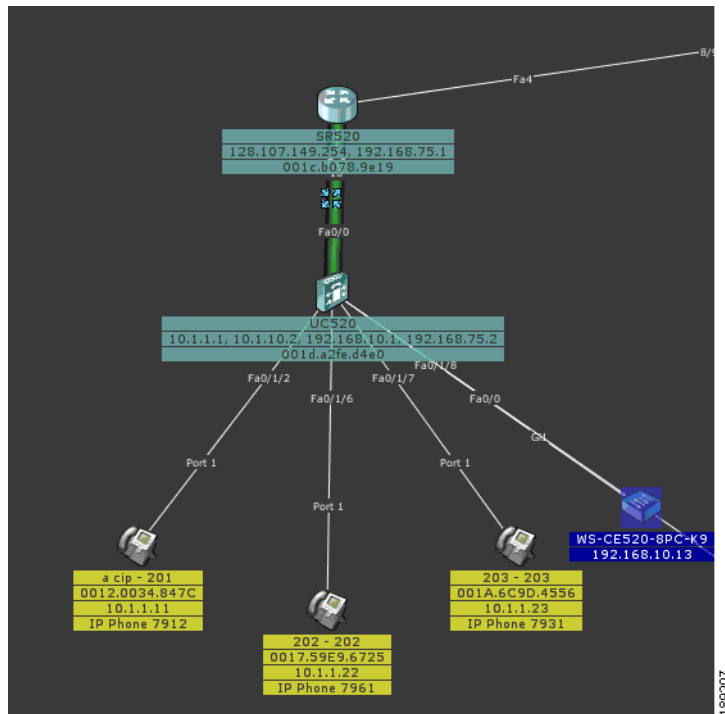 8/9
Fa4
SR520
128.107.149.254, 192.168.75.1
001c.b078.9e19
Fa0/0
UC520
10.1.1.1, 10.1.10.2, 192.168.10.1, 192.168.75.2
001d.a2fe.d4e0
Fa0/1/8
Fa0/1/2
Fa0/1/7
Fa0/1/6
Fa0/0
Gi1
Port 1
Port 1
Port 1
WS-CE520-8PC-K9
192.168.10.13
a cip - 201
0012.0034.847C
10.1.1.11
IP Phone 7912
203 - 203
001A.6C9D.4556
10.1.1.23
IP Phone 7931
202 - 202
0017.59E9.6725
10.1.1.22
IP Phone 7961